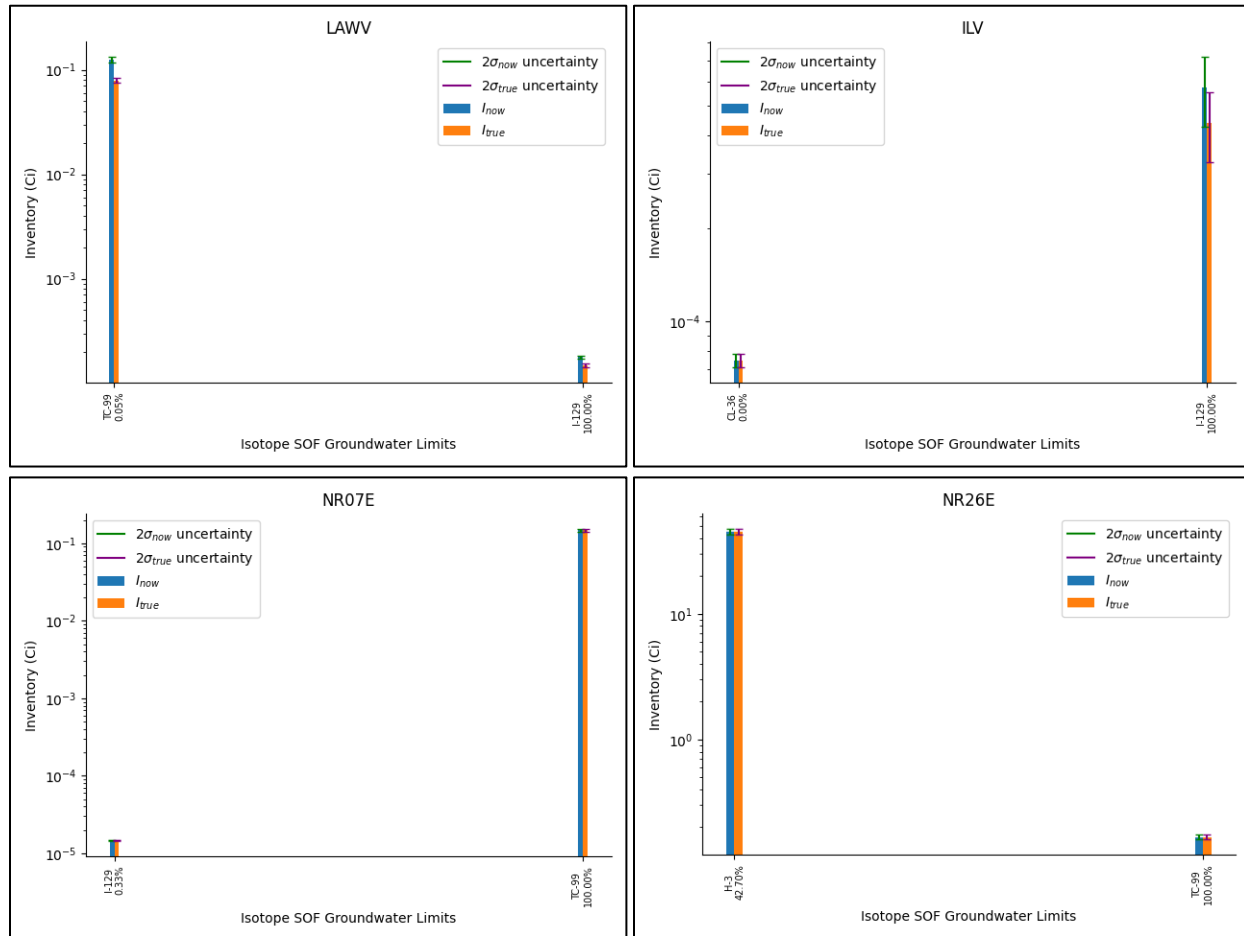 LAWV
2σnow uncertainty
2σtrue uncertainty
Inow
Itrue
10⁻¹
10⁻²
10⁻³
Inventory (Ci)
TC-99
0.05%
I-129
100.00%
Isotope SOF Groundwater Limits
ILV
2σnow uncertainty
2σtrue uncertainty
Inow
Itrue
10⁻⁴
Inventory (Ci)
CL-36
0.00%
I-129
100.00%
Isotope SOF Groundwater Limits
NR07E
2σnow uncertainty
2σtrue uncertainty
Inow
Itrue
10⁻¹
10⁻²
10⁻³
10⁻⁴
10⁻⁵
Inventory (Ci)
I-129
0.33%
TC-99
100.00%
Isotope SOF Groundwater Limits
NR26E
2σnow uncertainty
2σtrue uncertainty
Inow
Itrue
10¹
10⁰
Inventory (Ci)
H-3
42.70%
TC-99
100.00%
Isotope SOF Groundwater Limits